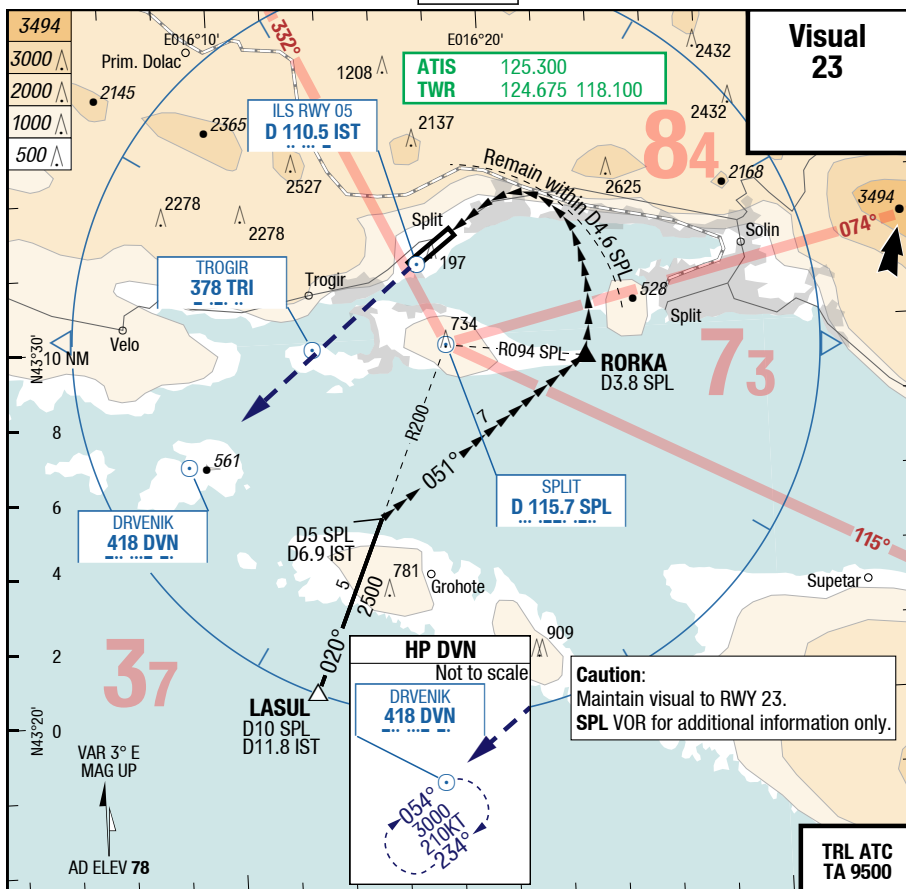 3494
3000
2000
1000
500
E016°10'
E016°20'
Visual
23
332°
Prim. Dolac
1208
ATIS 125.300
TWR 124.675 118.100
2432
2432
2145
2365
ILS RWY 05
D 110.5 IST
2137
84
2527
Remain within D4.6 SPL
2625
2168
3494
2278
2278
Split
197
Solin
074°
TROGIR
378 TRI
Trogir
528
Split
Velo
734
R094 SPL
RORKA
D3.8 SPL
73
N43°30'
10 NM
R200
7
051°
8
561
SPLIT
D 115.7 SPL
6
DRVENIK
418 DVN
D5 SPL
D6.9 IST
115°
4
5
2500
781
Grohote
Supetar
020°
2
909
37
HP DVN
Not to scale
Caution:
Maintain visual to RWY 23.
SPL VOR for additional information only.
LASUL
D10 SPL
D11.8 IST
DRVENIK
418 DVN
N43°20'
0
VAR 3° E
MAG UP
054°
3000
210KT
234°
AD ELEV 78
TRL ATC
TA 9500